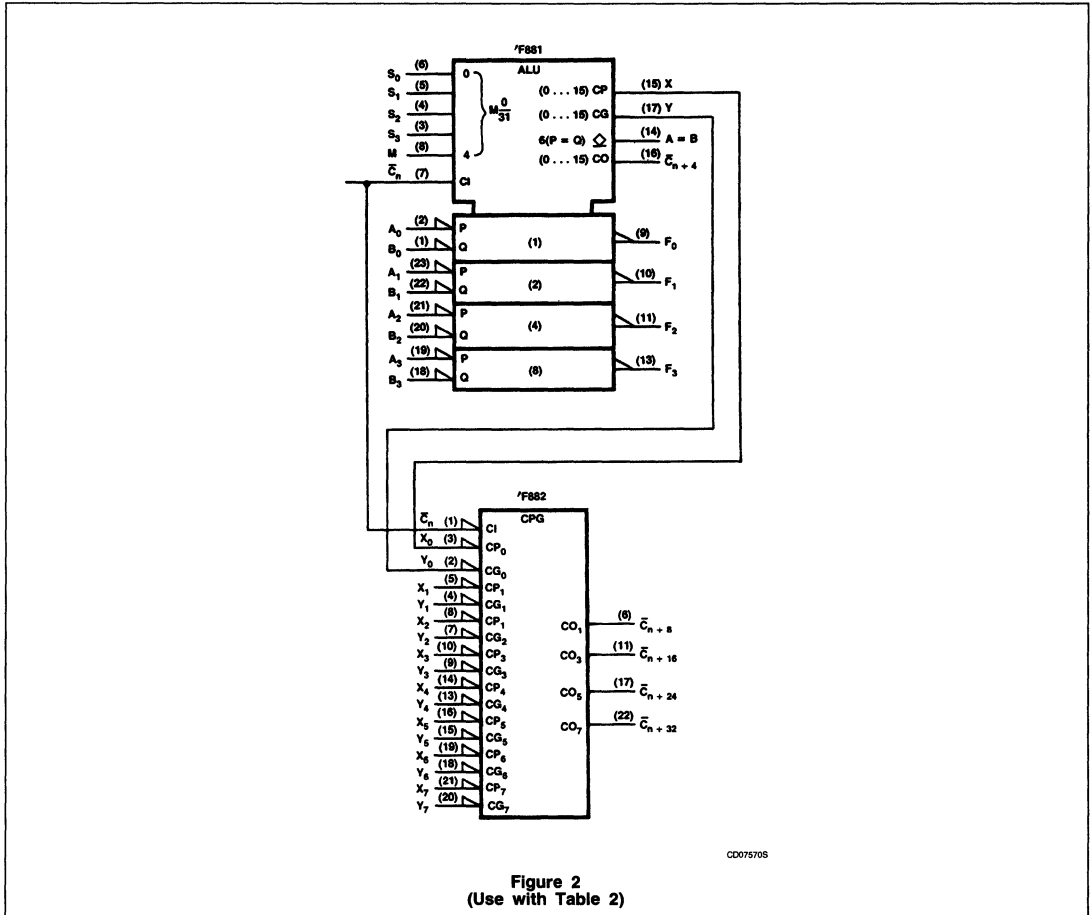 'F881
ALU
S0 (6) 0 (0 . . . 15) CP (15) X
S1 (5)
S2 (4) M 0/31 (0 . . . 15) CG (17) Y
S3 (3) 6(P = Q) (14) A = B
M (8) 4 (0 . . . 15) CO (16) C̅n + 4
C̅n (7) CI
A0 (2) P
B0 (1) Q (1) (9) F0
A1 (23) P
B1 (22) Q (2) (10) F1
A2 (21) P
B2 (20) Q (4) (11) F2
A3 (19) P
B3 (18) Q (8) (13) F3
'F882
CPG
C̅n (1) CI
X0 (3) CP0
Y0 (2) CG0
X1 (5) CP1
Y1 (4) CG1
X2 (8) CP1
Y2 (7) CG2
X3 (10) CP3
Y3 (9) CG3
X4 (14) CP4
Y4 (13) CG4
X5 (16) CP5
Y5 (15) CG5
X6 (19) CP6
Y6 (18) CG6
X7 (21) CP7
Y7 (20) CG7
CO1 (6) C̅n + 8
CO3 (11) C̅n + 16
CO5 (17) C̅n + 24
CO7 (22) C̅n + 32
CD07570S
Figure 2
(Use with Table 2)